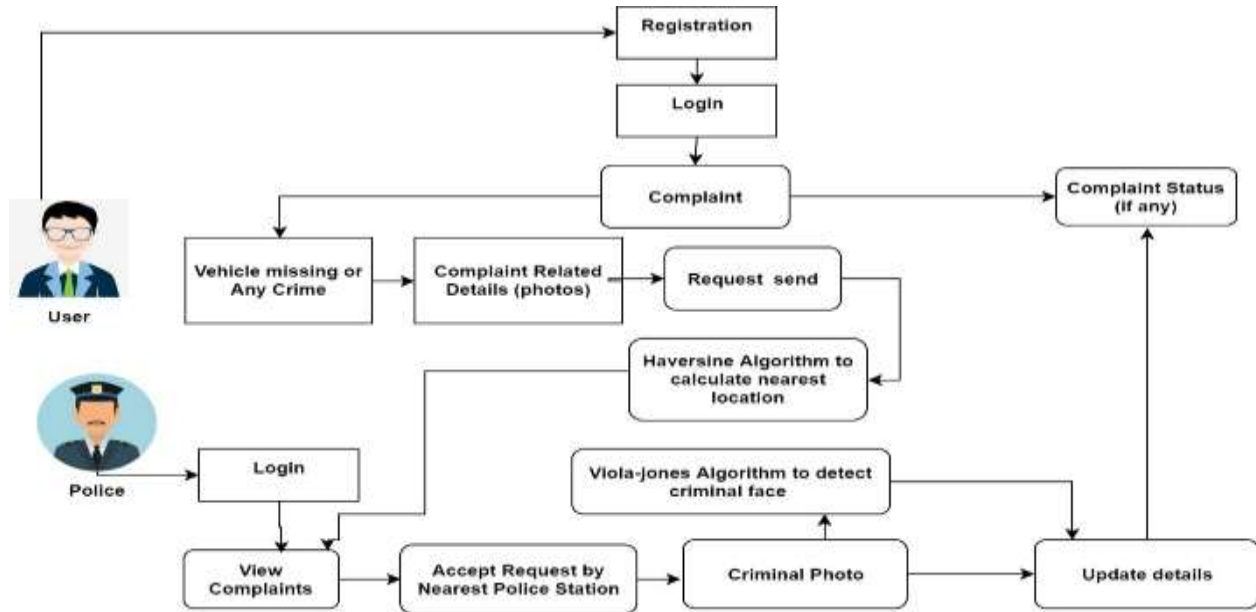 Registration
Login
Complaint
Complaint Status
(if any)
Vehicle missing or
Any Crime
Complaint Related
Details (photos)
Request send
User
Haversine Algorithm to
calculate nearest
location
Police
Login
Viola-jones Algorithm to detect
criminal face
View
Complaints
Accept Request by
Nearest Police Station
Criminal Photo
Update details